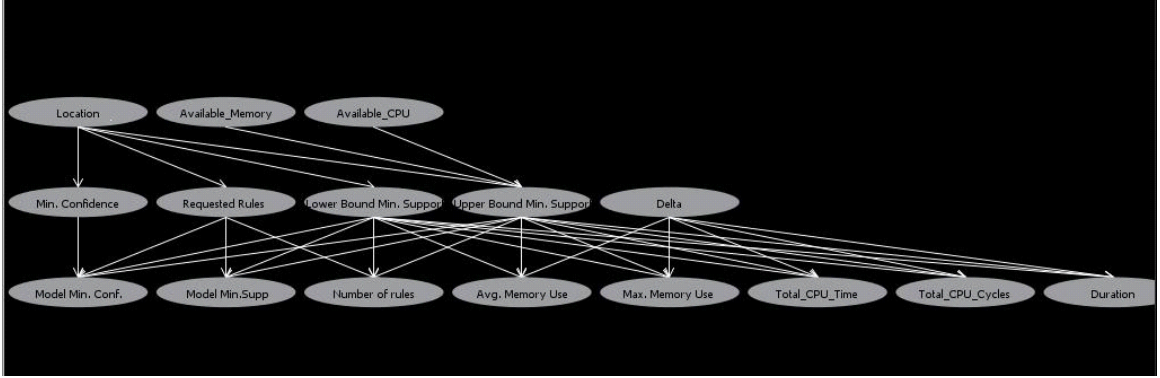 Location
Available_Memory
Available_CPU
Min. Confidence
Requested Rules
Lower Bound Min. Suppor
Upper Bound Min. Suppor
Delta
Model Min. Conf.
Model Min.Supp
Number of rules
Avg. Memory Use
Max. Memory Use
Total_CPU_Time
Total_CPU_Cycles
Duration